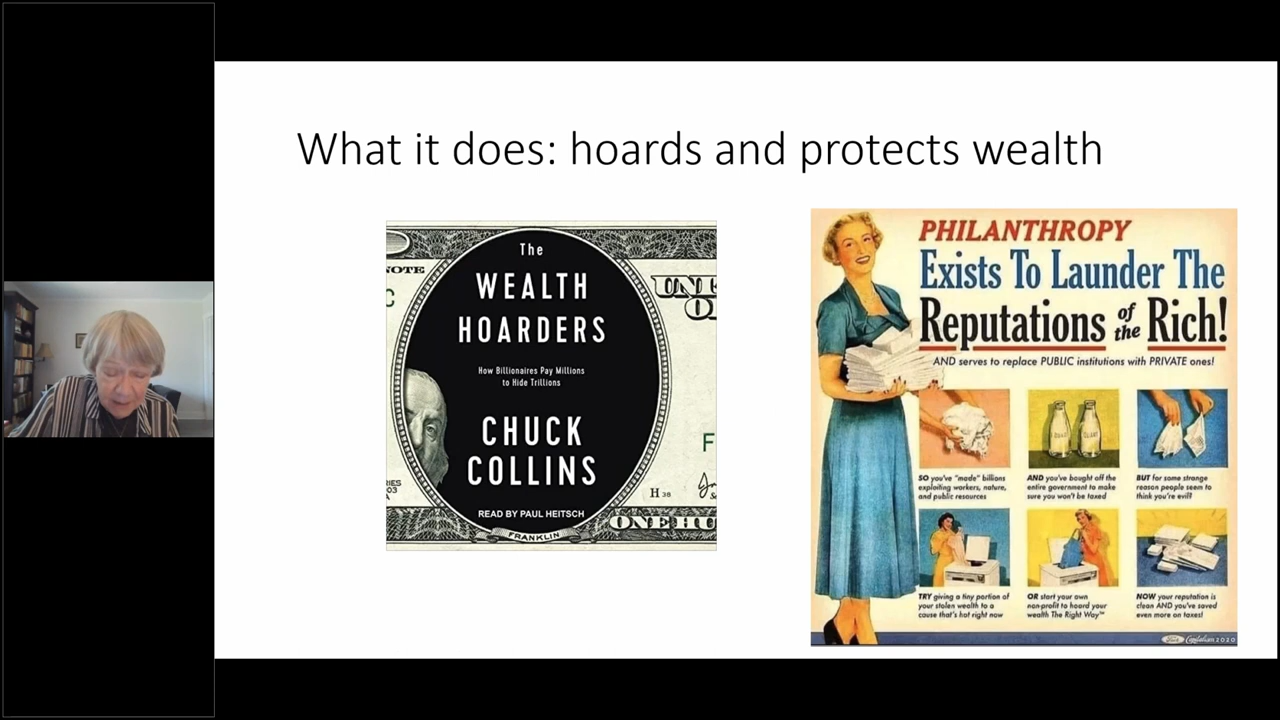 What it does: hoards and protects wealth
NOTE
The
WEALTH
HOARDERS
How Billionaires Pay Millions
to Hide Trillions
CHUCK
COLLINS
READ BY PAUL HEITSCH
FRANKLIN
H 38
F
ONE HU
PHILANTHROPY
Exists To Launder The
Reputations of the Rich!
AND serves to replace PUBLIC institutions with PRIVATE ones!
SO you've "made" billions
exploiting workers, nature,
and public resources
AND you've bought off the
entire government to make
sure you won't be taxed
BUT for some strange
reason people seem to
think you're evil?
TRY giving a tiny portion of
your stolen wealth to a
cause that's hot right now
OR start your own
non-profit to hoard your
wealth The Right Way™
NOW your reputation is
clean AND you've saved
even more on taxes!
Capitalism 2020